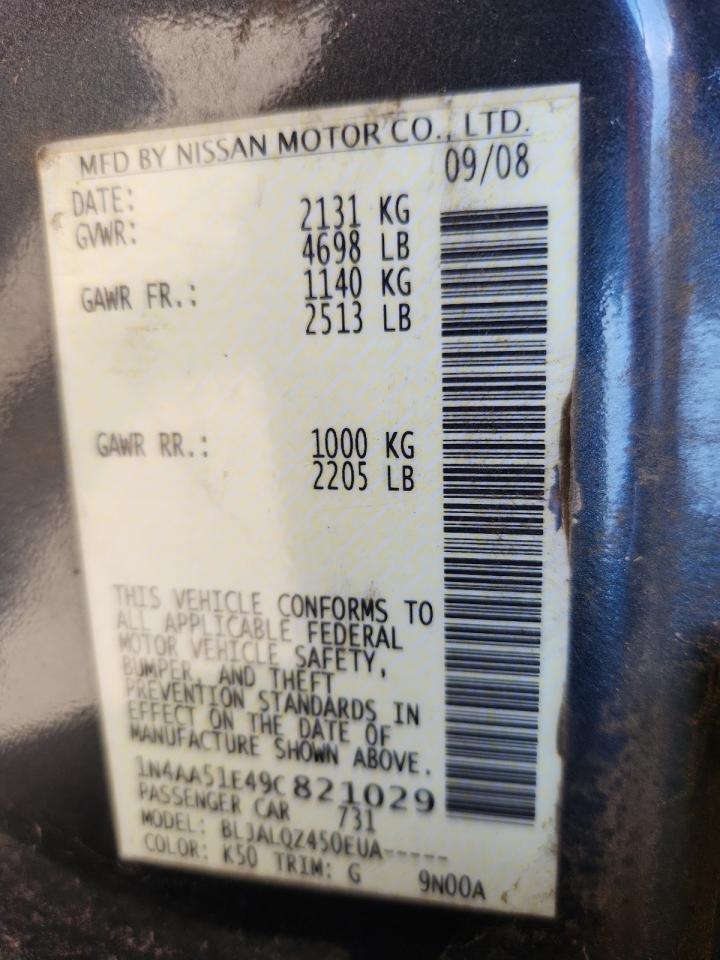 MFD BY NISSAN MOTOR CO., LTD.
DATE: 09/08
GVWR: 2131 KG
4698 LB
GAWR FR.: 1140 KG
2513 LB
GAWR RR.: 1000 KG
2205 LB
THIS VEHICLE CONFORMS TO
ALL APPLICABLE FEDERAL
MOTOR VEHICLE SAFETY,
BUMPER, AND THEFT
PREVENTION STANDARDS IN
EFFECT ON THE DATE OF
MANUFACTURE SHOWN ABOVE.
1N4AA51E49C821029
PASSENGER CAR 731
MODEL: BLJALQZ450EUA-----
COLOR: K50 TRIM: G 9N00A